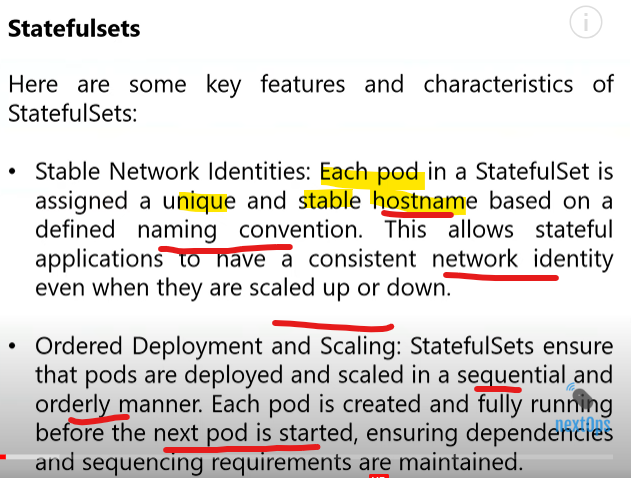 Statefulsets
Here are some key features and characteristics of
StatefulSets:
• Stable Network Identities: Each pod in a StatefulSet is
assigned a unique and stable hostname based on a
defined naming convention. This allows stateful
applications to have a consistent network identity
even when they are scaled up or down.
• Ordered Deployment and Scaling: StatefulSets ensure
that pods are deployed and scaled in a sequential and
orderly manner. Each pod is created and fully running
before the next pod is started, ensuring dependencies
and sequencing requirements are maintained.
nextOps